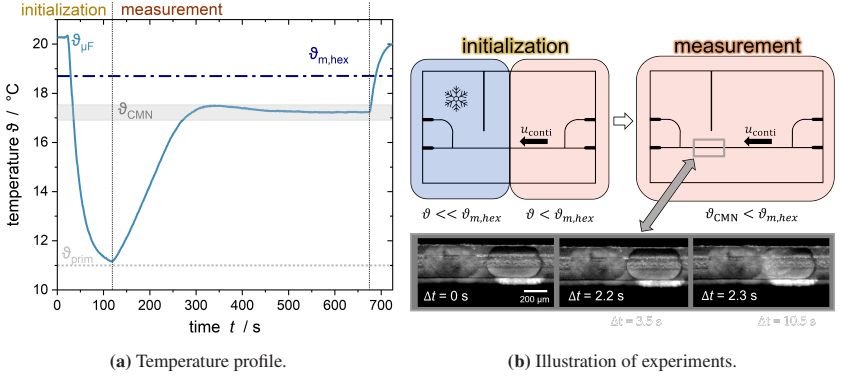 initialization measurement
ϑμF
ϑm,hex
ϑCMN
ϑprim
temperature ϑ / °C
20
18
16
14
12
10
0 100 200 300 400 500 600 700
time t / s
(a) Temperature profile.
initialization
measurement
uconti
uconti
ϑ << ϑm,hex
ϑ < ϑm,hex
ϑCMN < ϑm,hex
Δt = 0 s
200 μm
Δt = 2.2 s
Δt = 2.3 s
Δt = 3.5 s
Δt = 10.5 s
(b) Illustration of experiments.